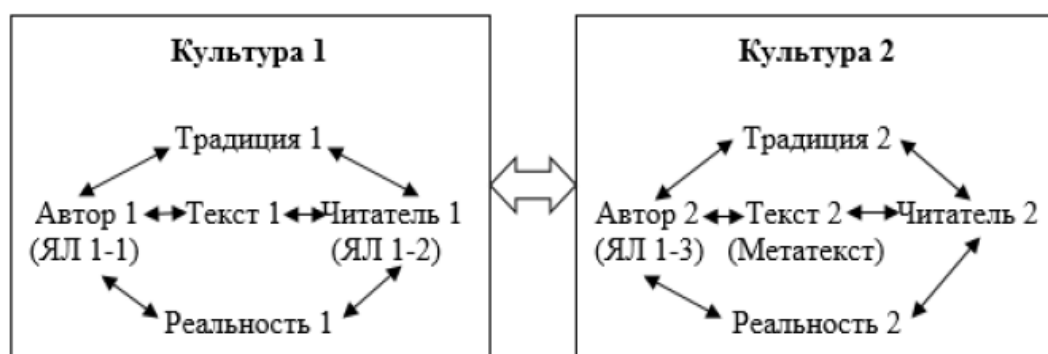 Культура 1
Традиция 1
Автор 1 Текст 1 Читатель 1
(ЯЛ 1-1) (ЯЛ 1-2)
Реальность 1
Культура 2
Традиция 2
Автор 2 Текст 2 Читатель 2
(ЯЛ 1-3) (Метатекст)
Реальность 2